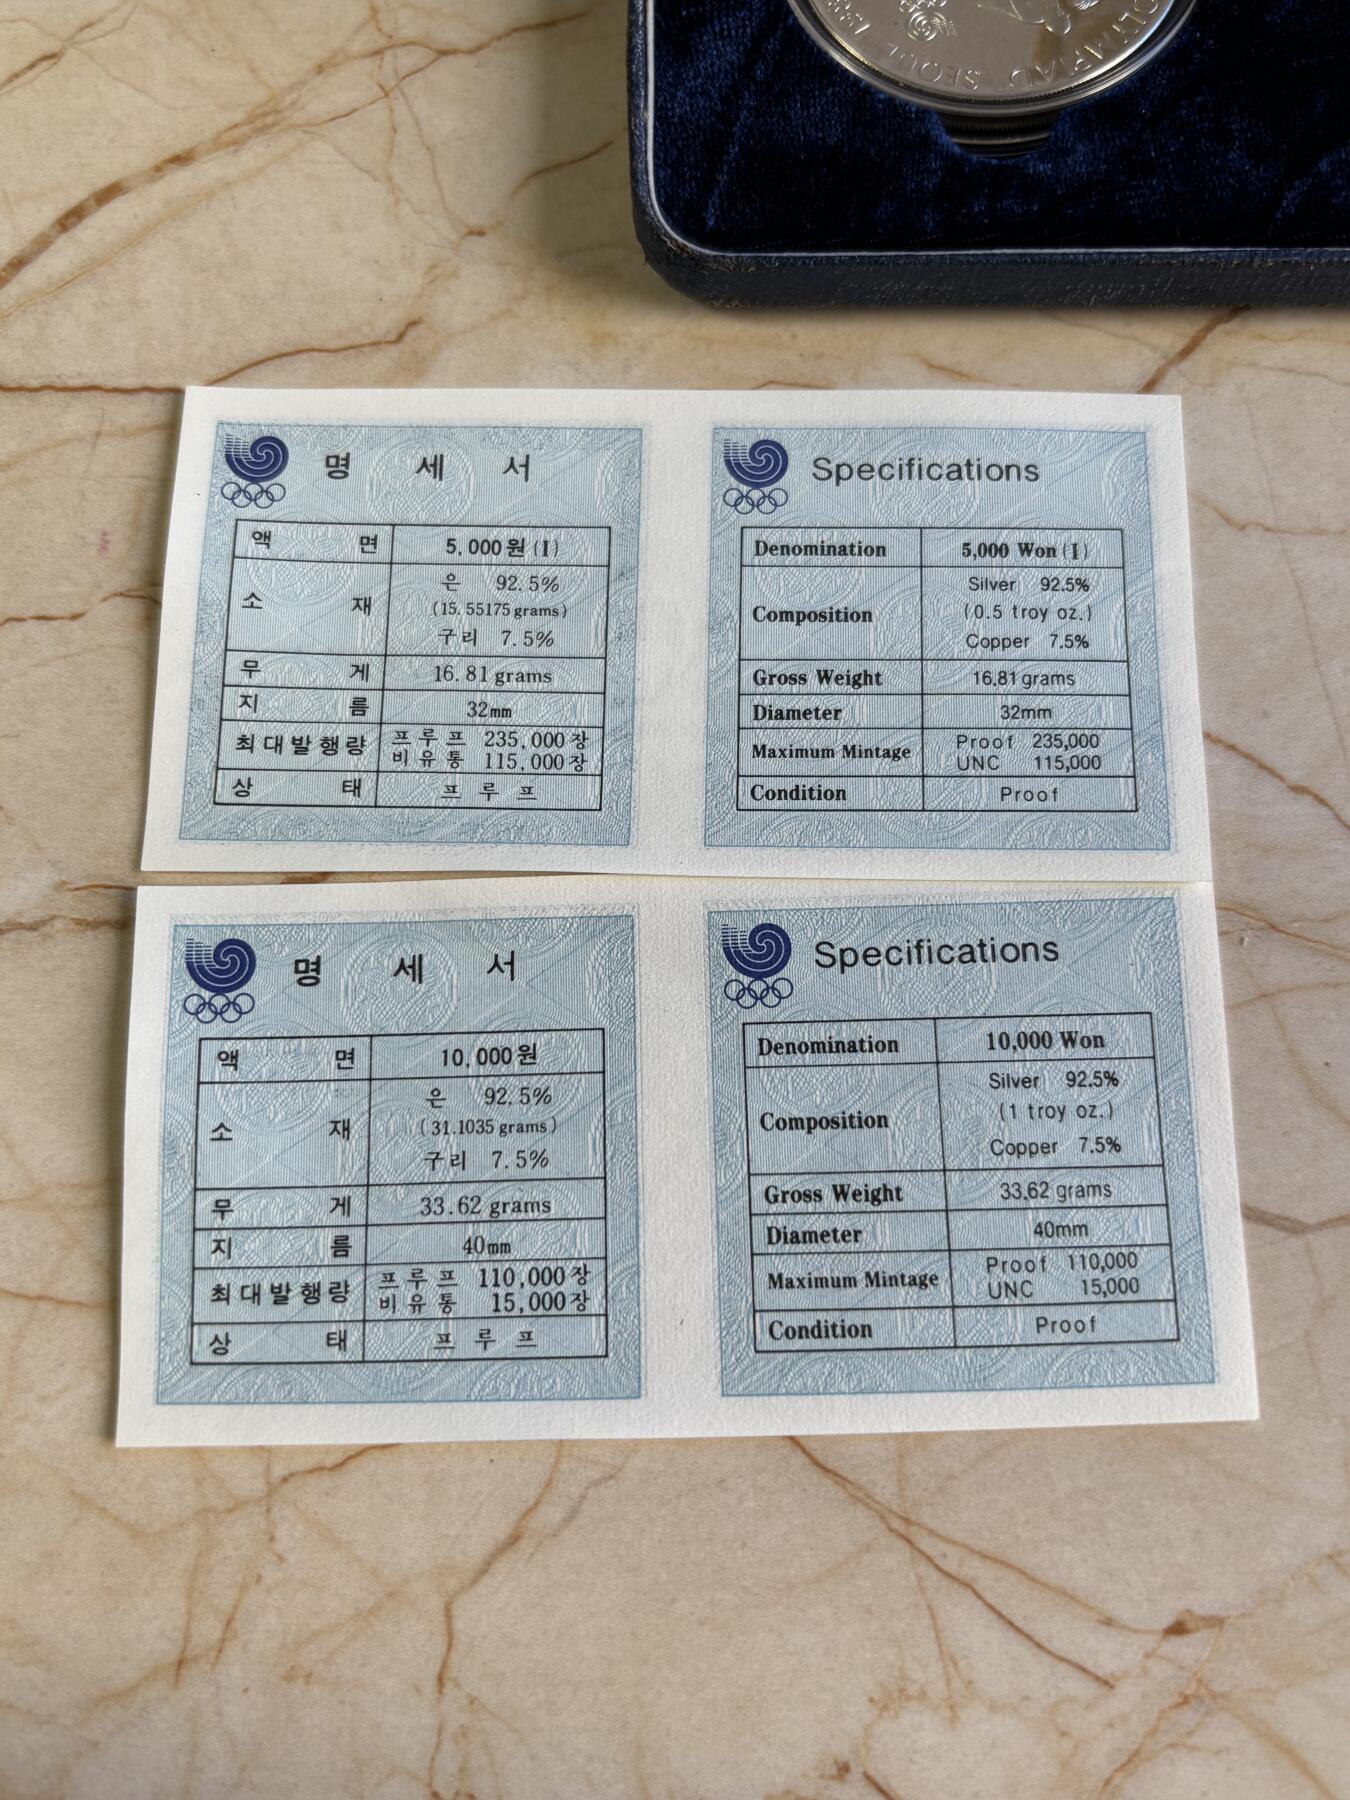 OLYMPIAD SEOUL 198
명 세 서
액 면 5,000원(I)
소 재 은 92.5%
(15.55175 grams)
구리 7.5%
무 게 16.81 grams
지 름 32mm
최대발행량 프루프 235,000장
비유통 115,000장
상 태 프루프
Specifications
Denomination 5,000 Won (I)
Composition Silver 92.5%
(0.5 troy oz.)
Copper 7.5%
Gross Weight 16.81 grams
Diameter 32mm
Maximum Mintage Proof 235,000
UNC 115,000
Condition Proof
명 세 서
액 면 10,000원
소 재 은 92.5%
(31.1035 grams)
구리 7.5%
무 게 33.62 grams
지 름 40mm
최대발행량 프루프 110,000장
비유통 15,000장
상 태 프루프
Specifications
Denomination 10,000 Won
Composition Silver 92.5%
(1 troy oz.)
Copper 7.5%
Gross Weight 33.62 grams
Diameter 40mm
Maximum Mintage Proof 110,000
UNC 15,000
Condition Proof